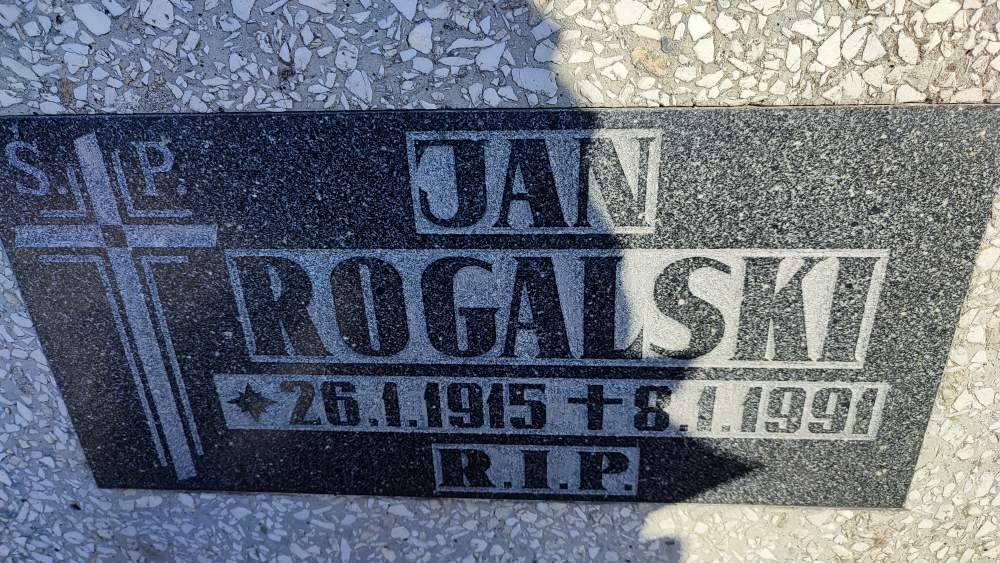 Ś. P.
JAN
ROGALSKI
26.1.1915 8.1.1991
R.I.P.